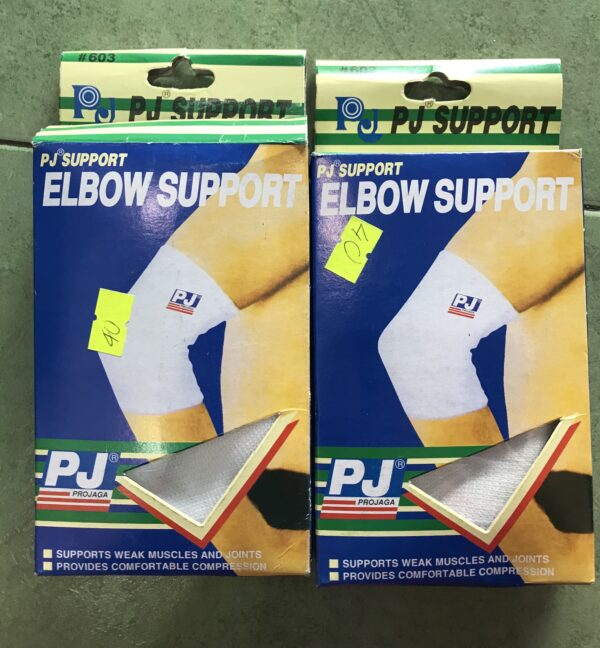 #603
PJ® SUPPORT
PJ® SUPPORT
ELBOW SUPPORT
40
PJ
PJ®
PROJAGA
SUPPORTS WEAK MUSCLES AND JOINTS
PROVIDES COMFORTABLE COMPRESSION
PJ® SUPPORT
PJ® SUPPORT
ELBOW SUPPORT
40
PJ
PJ®
PROJAGA
SUPPORTS WEAK MUSCLES AND JOINTS
PROVIDES COMFORTABLE COMPRESSION